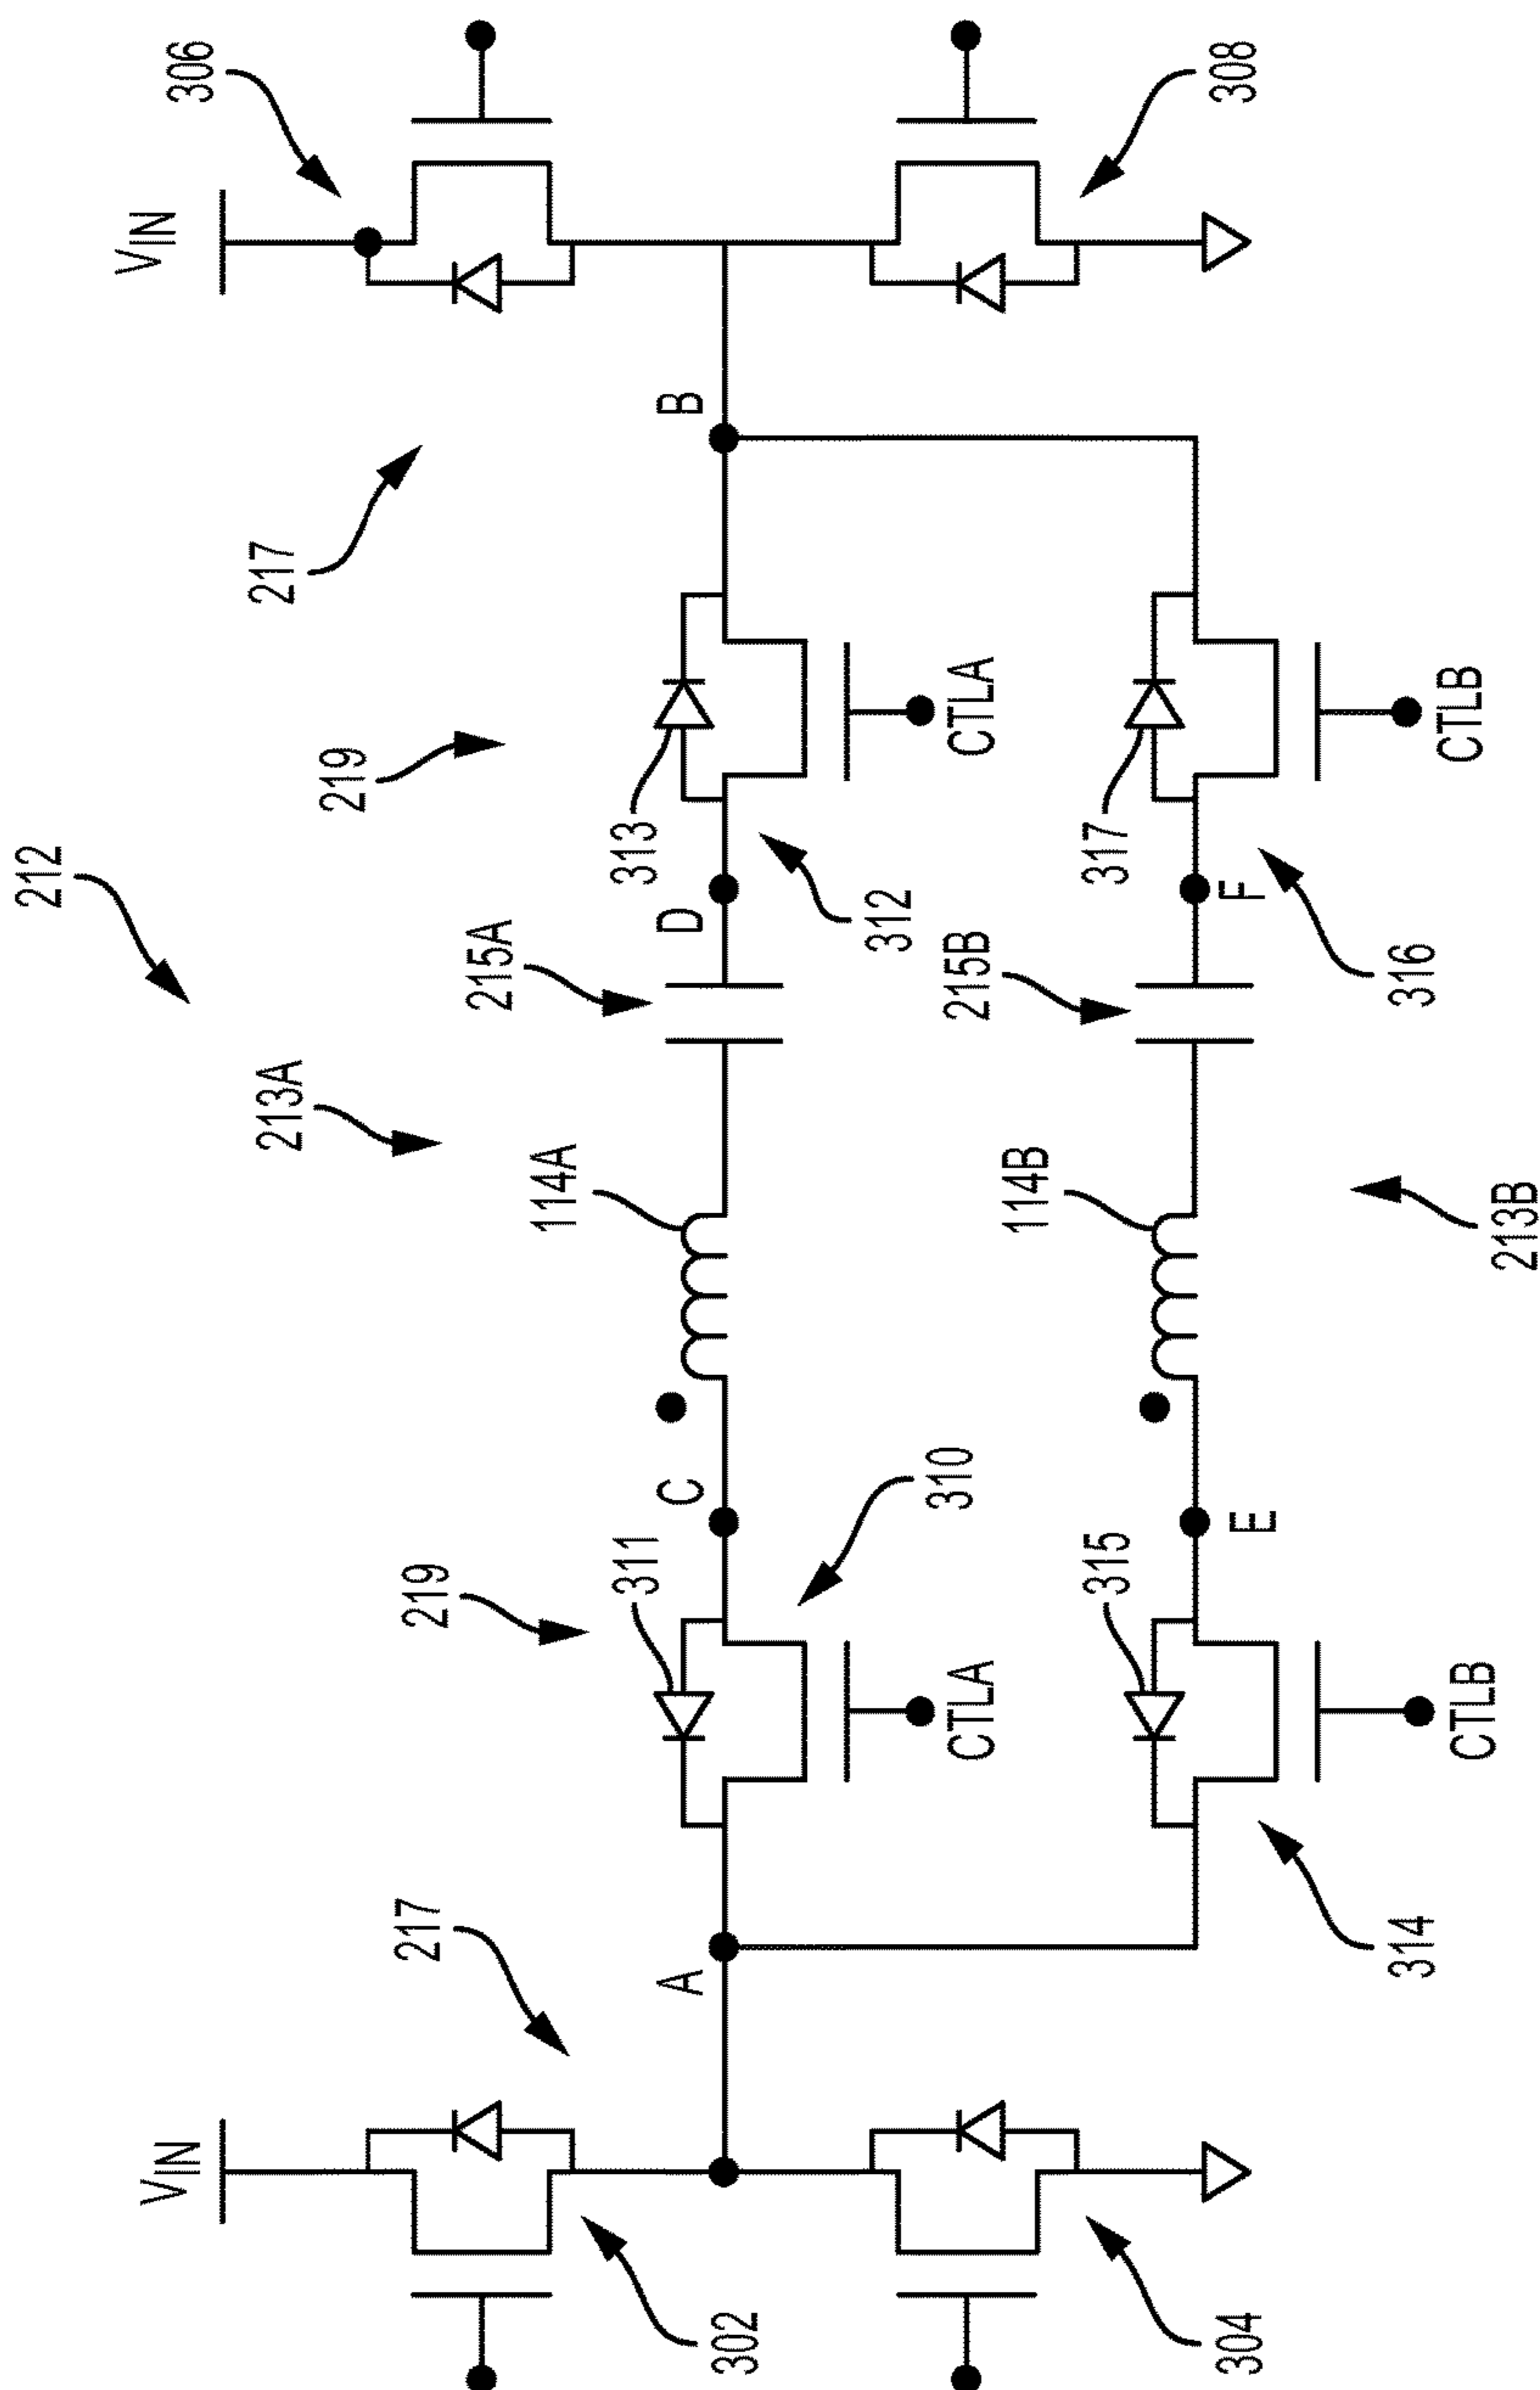 212
217
219
213A
219
217
V_IN
306
B
313
D
215A
114A
C
311
A
V_IN
302
312
CTLA
310
CTLA
317
215B
114B
315
308
F
E
304
316
CTLB
213B
CTLB
314